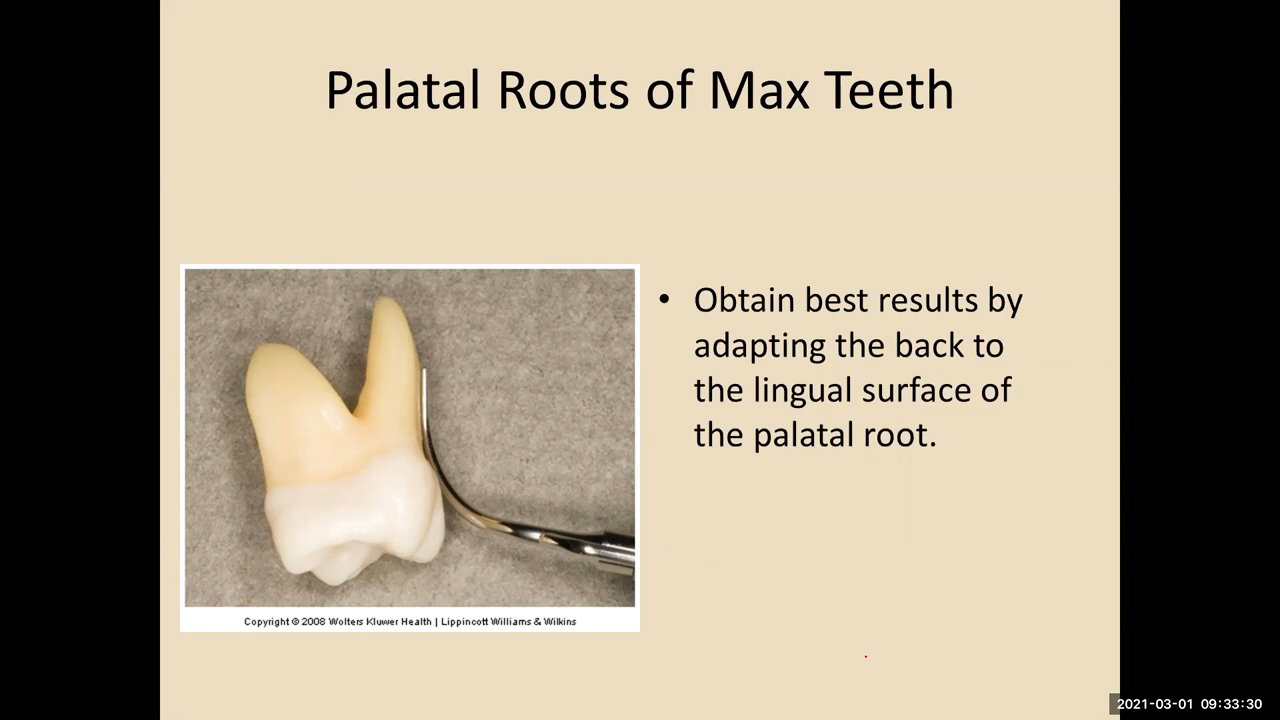 Palatal Roots of Max Teeth
• Obtain best results by
adapting the back to
the lingual surface of
the palatal root.
Copyright © 2008 Wolters Kluwer Health | Lippincott Williams & Wilkins
2021-03-01 09:33:30